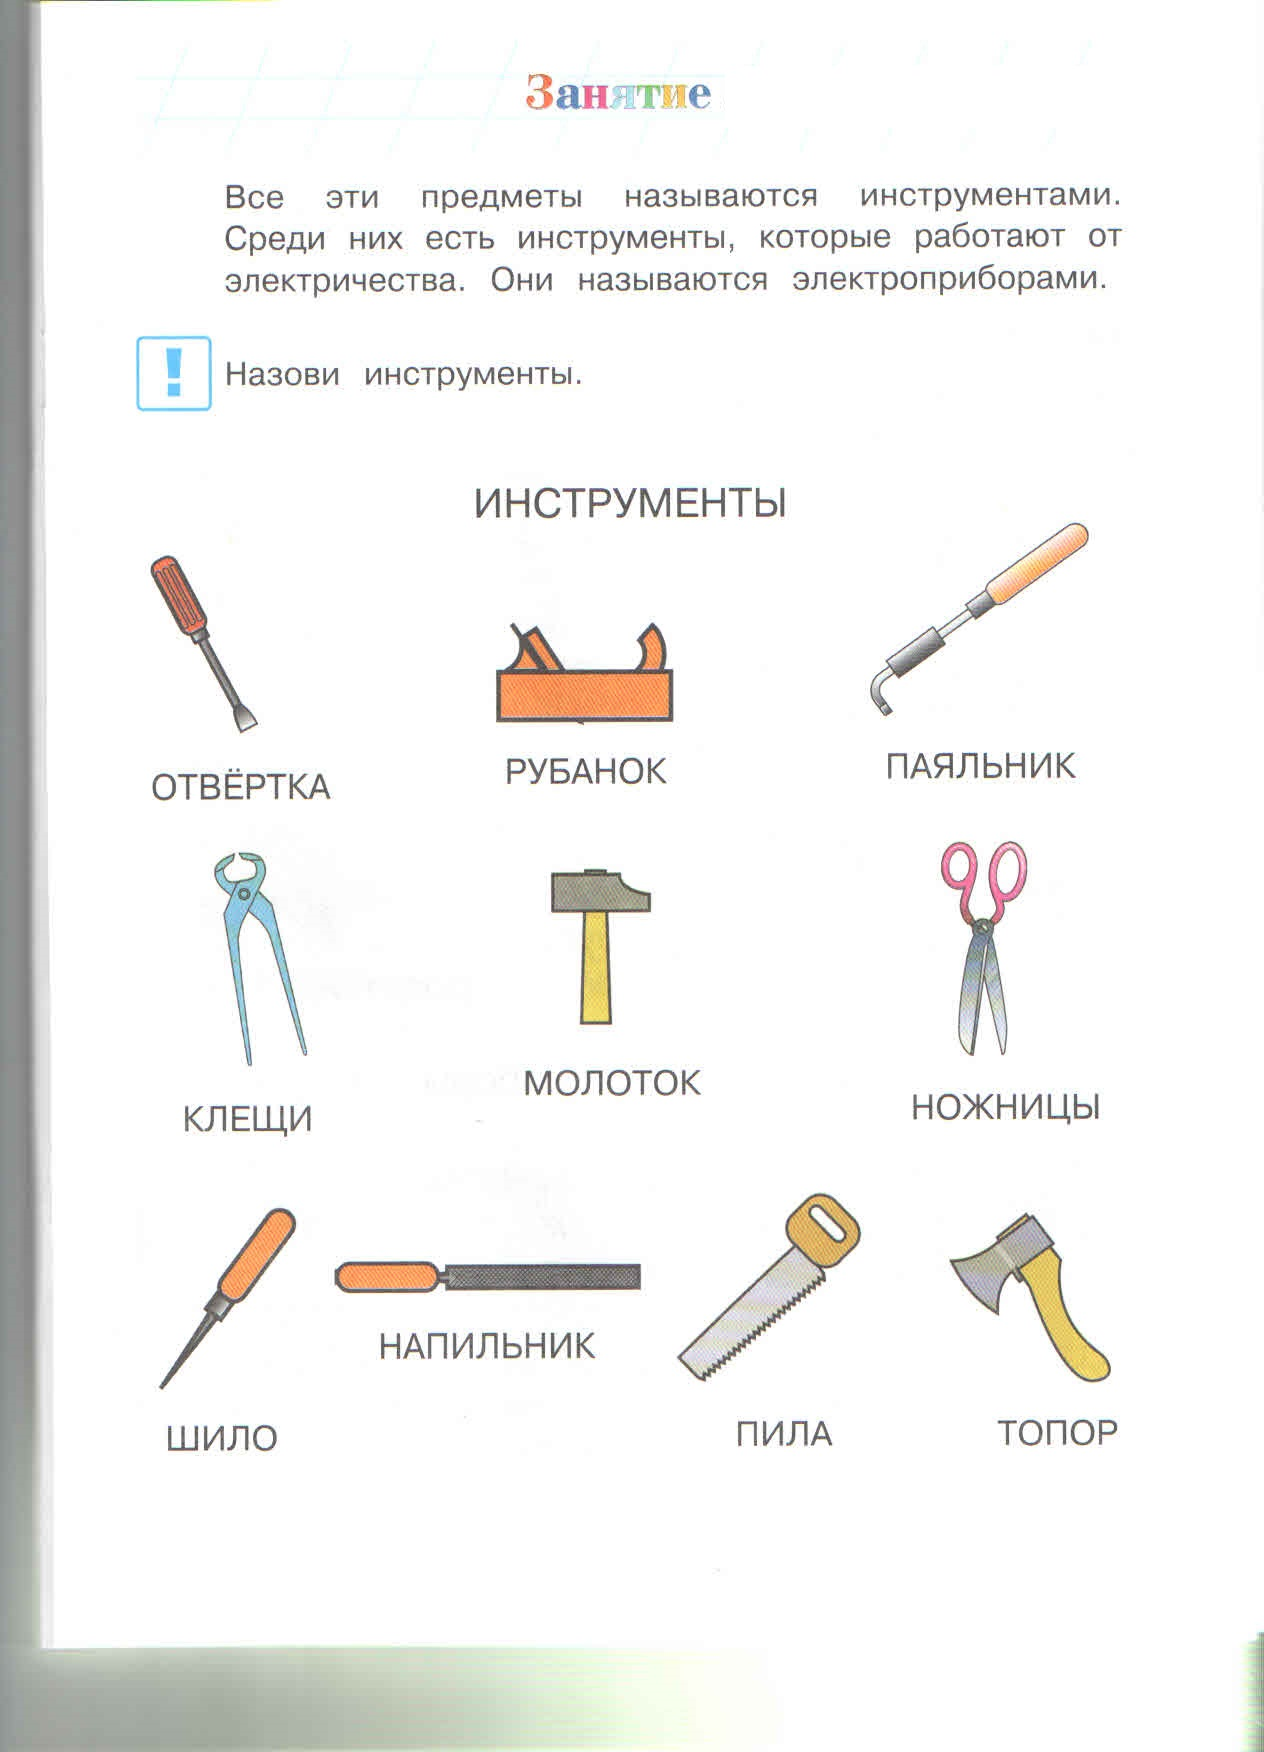 Занятие
Все эти предметы называются инструментами.
Среди них есть инструменты, которые работают от
электричества. Они называются электроприборами.
! Назови инструменты.
ИНСТРУМЕНТЫ
ОТВЁРТКА
РУБАНОК
ПАЯЛЬНИК
КЛЕЩИ
МОЛОТОК
НОЖНИЦЫ
ШИЛО
НАПИЛЬНИК
ПИЛА
ТОПОР